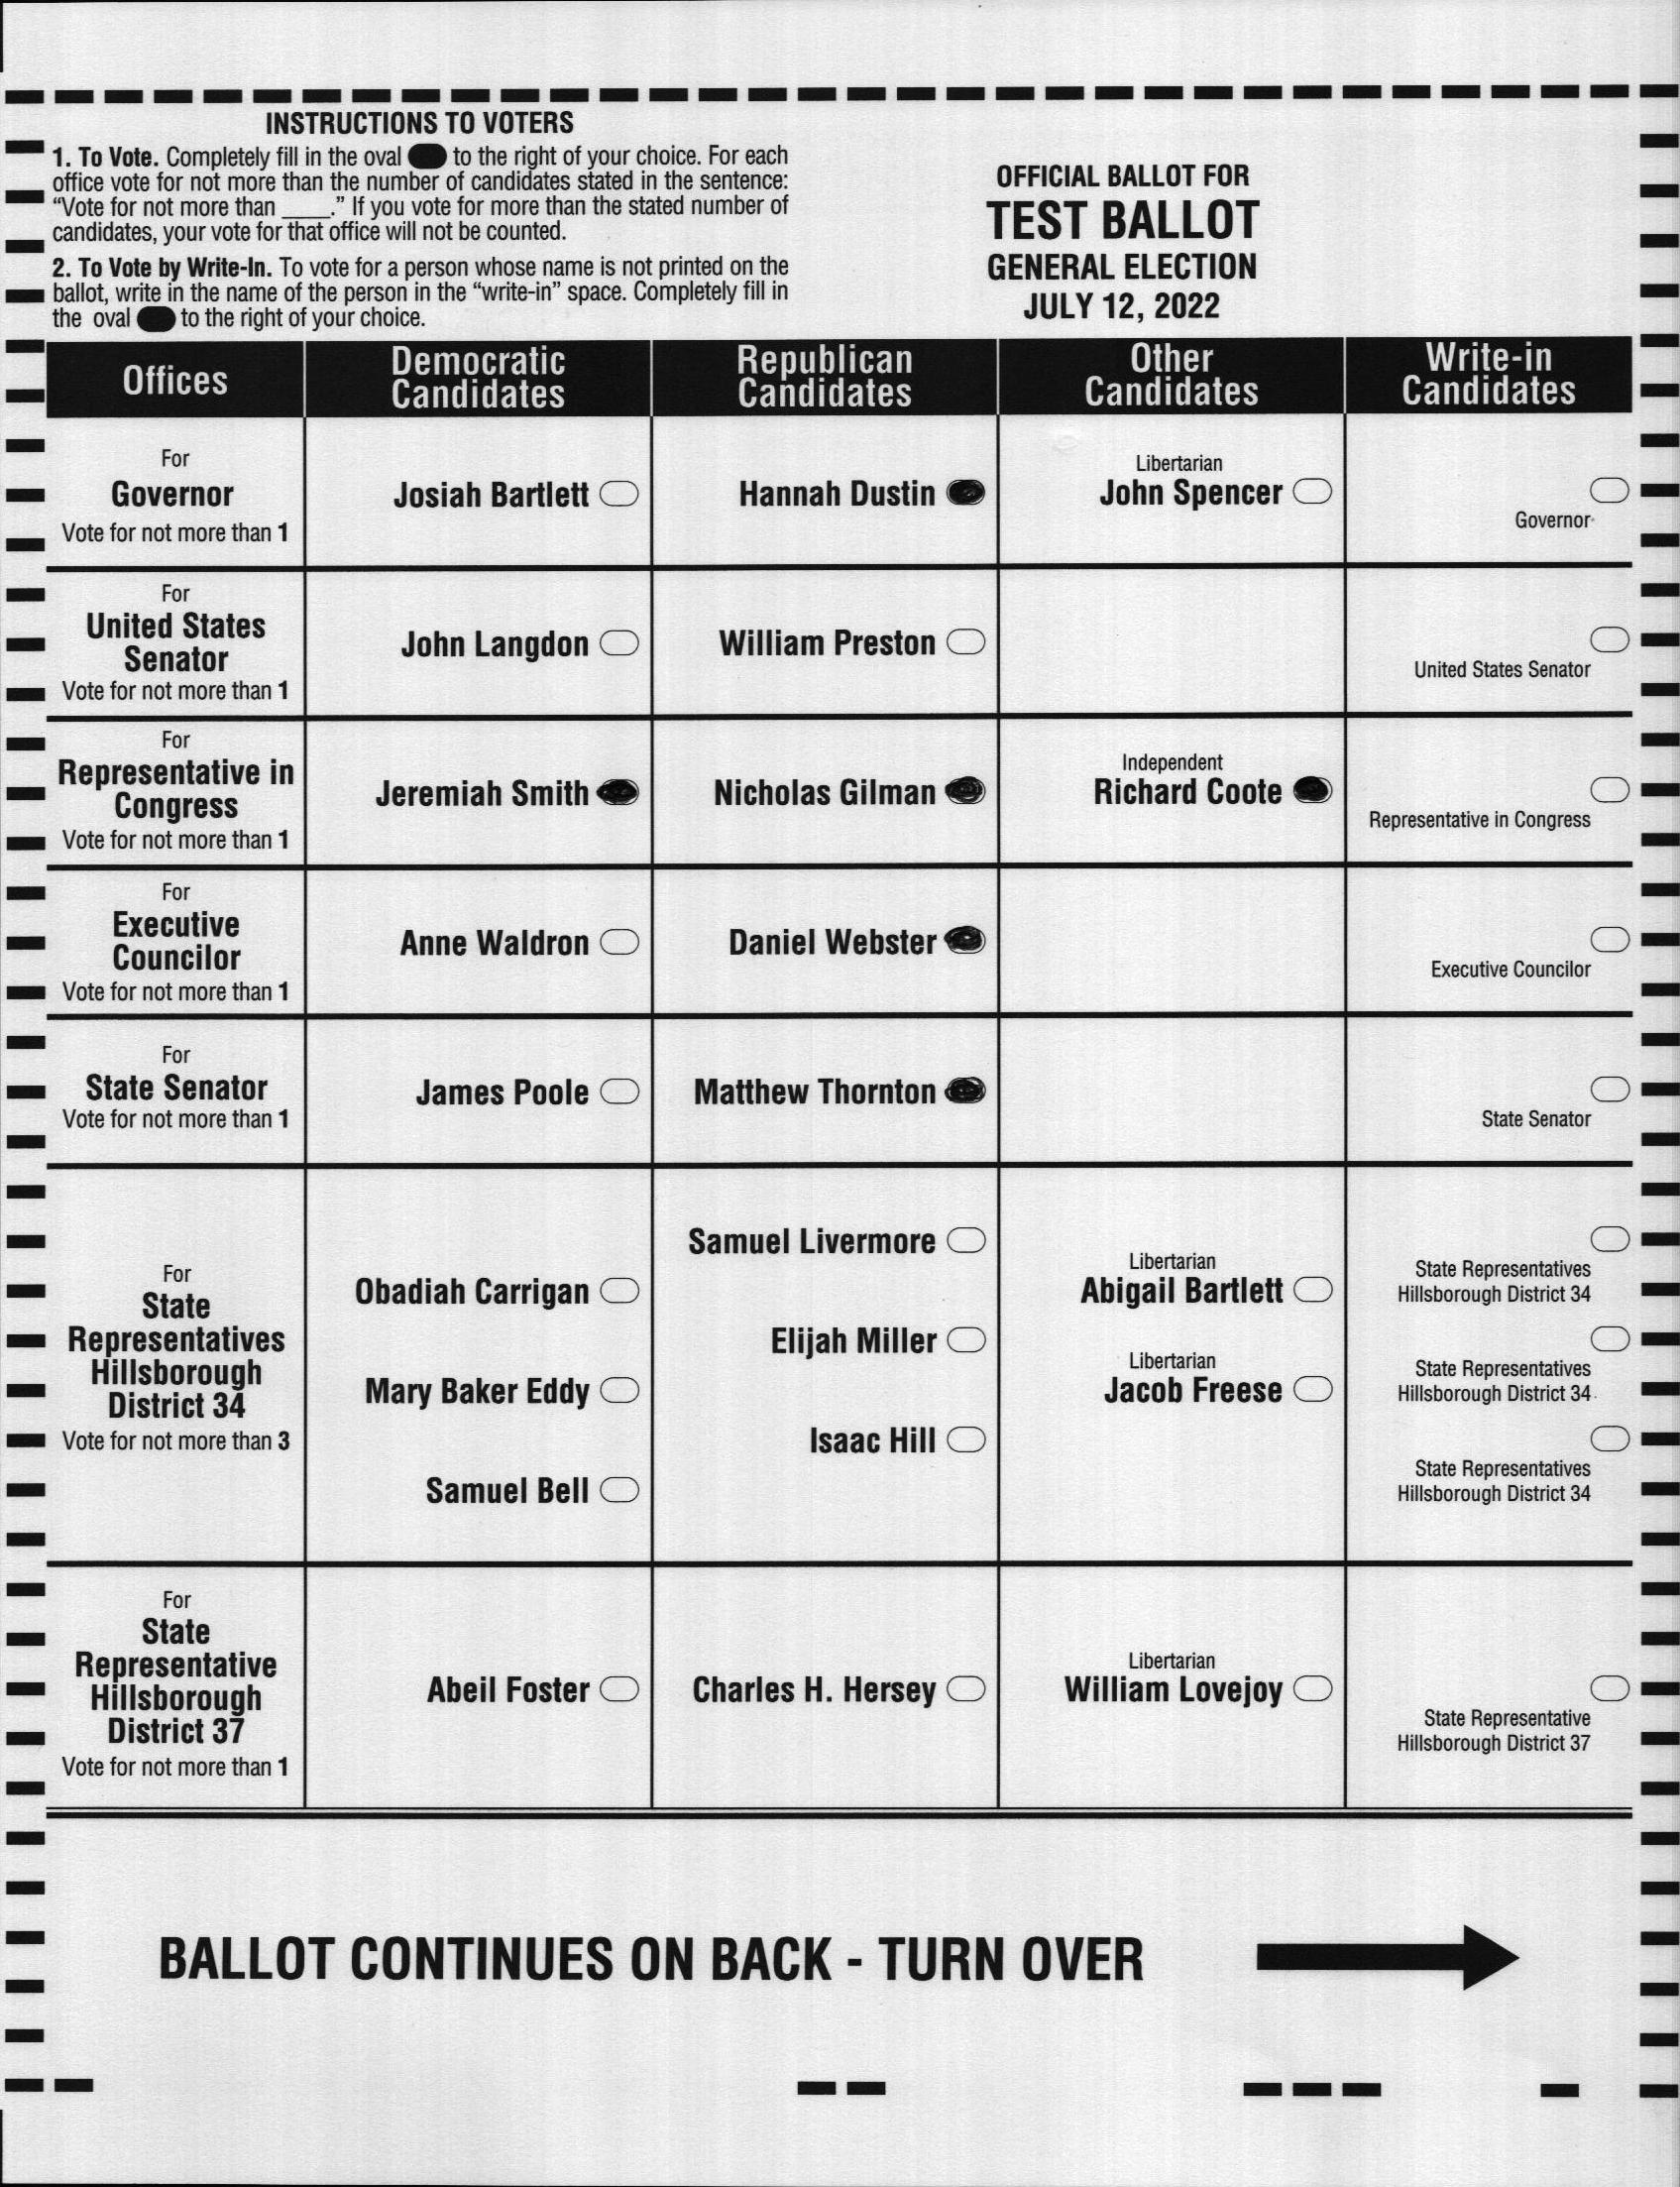 INSTRUCTIONS TO VOTERS
1. To Vote. Completely fill in the oval to the right of your choice. For each
office vote for not more than the number of candidates stated in the sentence:
“Vote for not more than ____.” If you vote for more than the stated number of
candidates, your vote for that office will not be counted.
2. To Vote by Write-In. To vote for a person whose name is not printed on the
ballot, write in the name of the person in the “write-in” space. Completely fill in
the oval to the right of your choice.
OFFICIAL BALLOT FOR
TEST BALLOT
GENERAL ELECTION
JULY 12, 2022
Offices
Democratic
Candidates
Republican
Candidates
Other
Candidates
Write-in
Candidates
For
Governor
Vote for not more than 1
Josiah Bartlett
Hannah Dustin
Libertarian
John Spencer
Governor
For
United States
Senator
Vote for not more than 1
John Langdon
William Preston
United States Senator
For
Representative in
Congress
Vote for not more than 1
Jeremiah Smith
Nicholas Gilman
Independent
Richard Coote
Representative in Congress
For
Executive
Councilor
Vote for not more than 1
Anne Waldron
Daniel Webster
Executive Councilor
For
State Senator
Vote for not more than 1
James Poole
Matthew Thornton
State Senator
For
State
Representatives
Hillsborough
District 34
Vote for not more than 3
Obadiah Carrigan
Mary Baker Eddy
Samuel Bell
Samuel Livermore
Elijah Miller
Isaac Hill
Libertarian
Abigail Bartlett
Libertarian
Jacob Freese
State Representatives
Hillsborough District 34
State Representatives
Hillsborough District 34
State Representatives
Hillsborough District 34
For
State
Representative
Hillsborough
District 37
Vote for not more than 1
Abeil Foster
Charles H. Hersey
Libertarian
William Lovejoy
State Representative
Hillsborough District 37
BALLOT CONTINUES ON BACK - TURN OVER